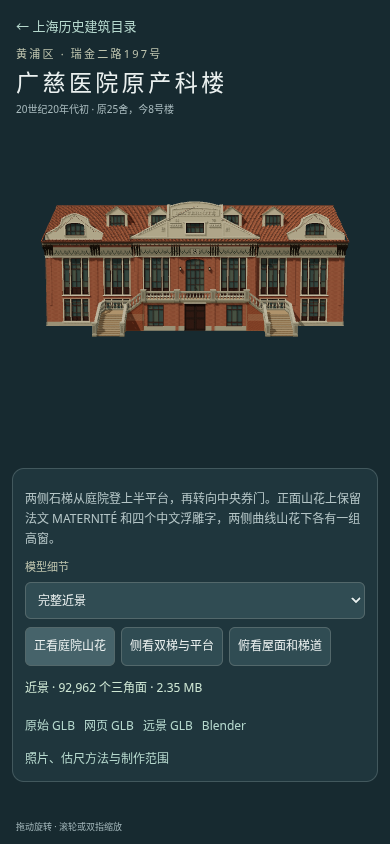 ← 上海历史建筑目录
黄浦区 · 瑞金二路197号
广慈医院原产科楼
20世纪20年代初 · 原25舍，今8号楼
MATERNITÉ
两侧石梯从庭院登上半平台，再转向中央券门。正面山花上保留
法文 MATERNITÉ 和四个中文浮雕字，两侧曲线山花下各有一组
高窗。
模型细节
完整近景
正看庭院山花 侧看双梯与平台 俯看屋面和梯道
近景 · 92,962 个三角面 · 2.35 MB
原始 GLB 网页 GLB 远景 GLB Blender
照片、估尺方法与制作范围
拖动旋转 · 滚轮或双指缩放